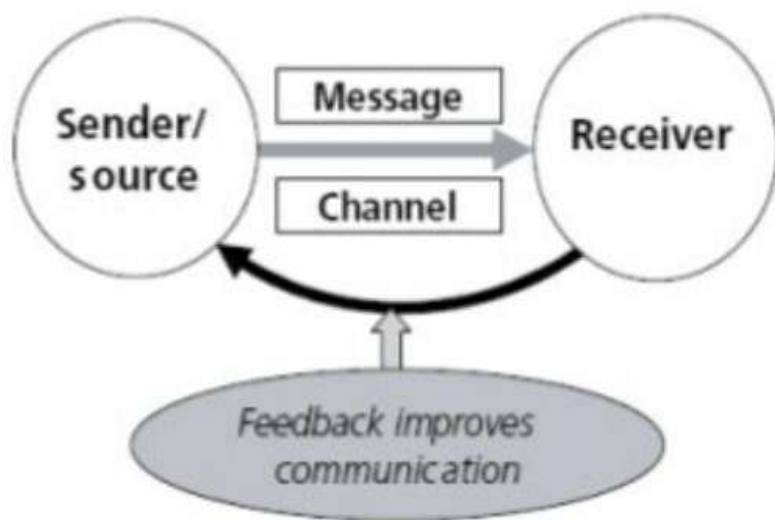 Sender/
source
Message
Channel
Receiver
Feedback improves
communication